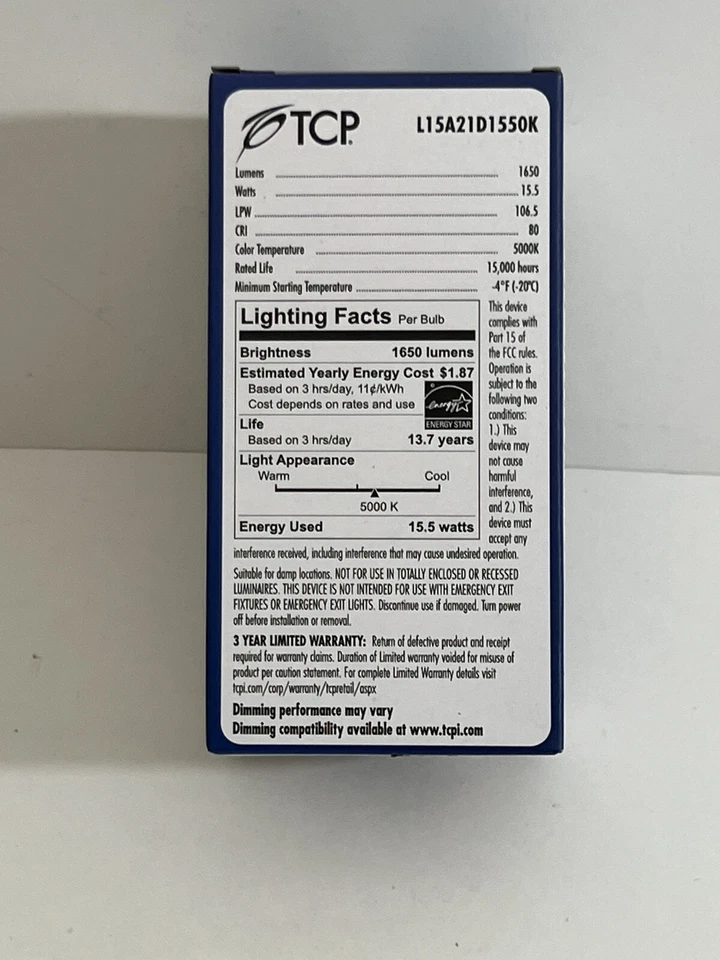 TCP
L15A21D1550K
Lumens 1650
Watts 15.5
LPW 106.5
CRI 80
Color Temperature 5000K
Rated Life 15,000 hours
Minimum Starting Temperature -4°F (-20°C)
Lighting Facts Per Bulb
Brightness 1650 lumens
Estimated Yearly Energy Cost $1.87
Based on 3 hrs/day, 11¢/kWh
Cost depends on rates and use
energy
ENERGY STAR
Life
Based on 3 hrs/day 13.7 years
Light Appearance
Warm Cool
5000 K
Energy Used 15.5 watts
This device
complies with
Part 15 of
the FCC rules.
Operation is
subject to the
following two
conditions:
1.) This
device may
not cause
harmful
interference,
and 2.) This
device must
accept any
interference received, including interference that may cause undesired operation.
Suitable for damp locations. NOT FOR USE IN TOTALLY ENCLOSED OR RECESSED
LUMINAIRES. THIS DEVICE IS NOT INTENDED FOR USE WITH EMERGENCY EXIT
FIXTURES OR EMERGENCY EXIT LIGHTS. Discontinue use if damaged. Turn power
off before installation or removal.
3 YEAR LIMITED WARRANTY: Return of defective product and receipt
required for warranty claims. Duration of Limited warranty voided for misuse of
product per caution statement. For complete Limited Warranty details visit
tcpi.com/corp/warranty/tcpretail/aspx
Dimming performance may vary
Dimming compatibility available at www.tcpi.com